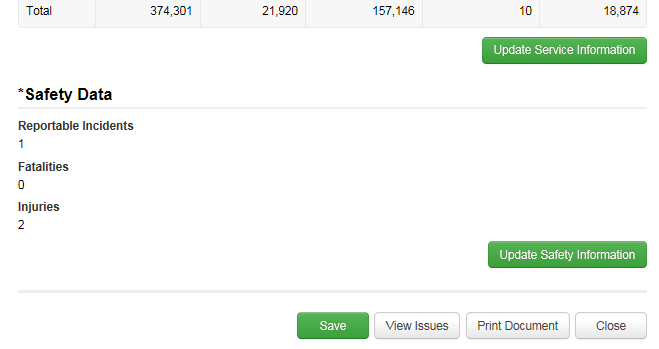 Total 374,301 21,920 157,146 10 18,874
Update Service Information
*Safety Data
Reportable Incidents
1
Fatalities
0
Injuries
2
Update Safety Information
Save View Issues Print Document Close